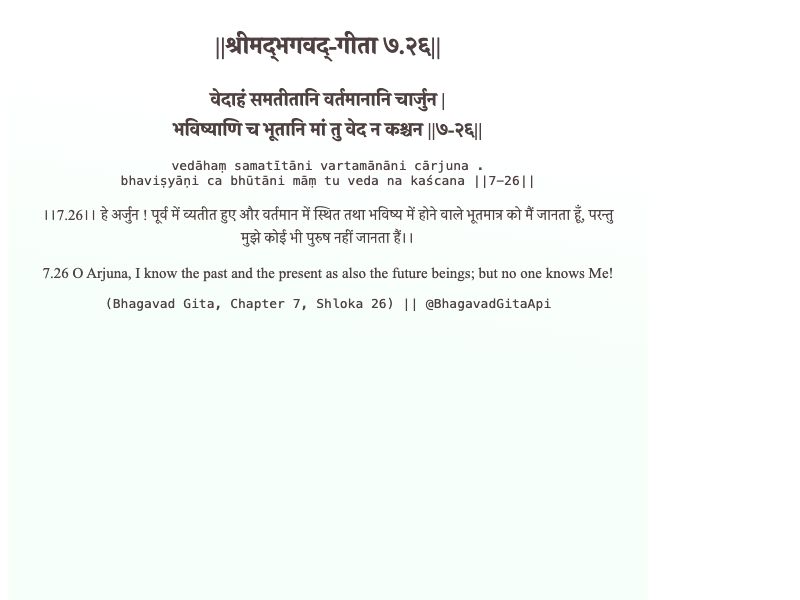 ||श्रीमद्‍भगवद्‍-गीता ७.२६||
वेदाहं समतीतानि वर्तमानानि चार्जुन |
भविष्याणि च भूतानि मां तु वेद न कश्चन ||७-२६||
vedāhaṃ samatītāni vartamānāni cārjuna .
bhaviṣyāṇi ca bhūtāni māṃ tu veda na kaścana ||7-26||
।।7.26।। हे अर्जुन ! पूर्व में व्यतीत हुए और वर्तमान में स्थित तथा भविष्य में होने वाले भूतमात्र को मैं जानता हूँ, परन्तु
मुझे कोई भी पुरुष नहीं जानता हैं।।
7.26 O Arjuna, I know the past and the present as also the future beings; but no one knows Me!
(Bhagavad Gita, Chapter 7, Shloka 26) || @BhagavadGitaApi